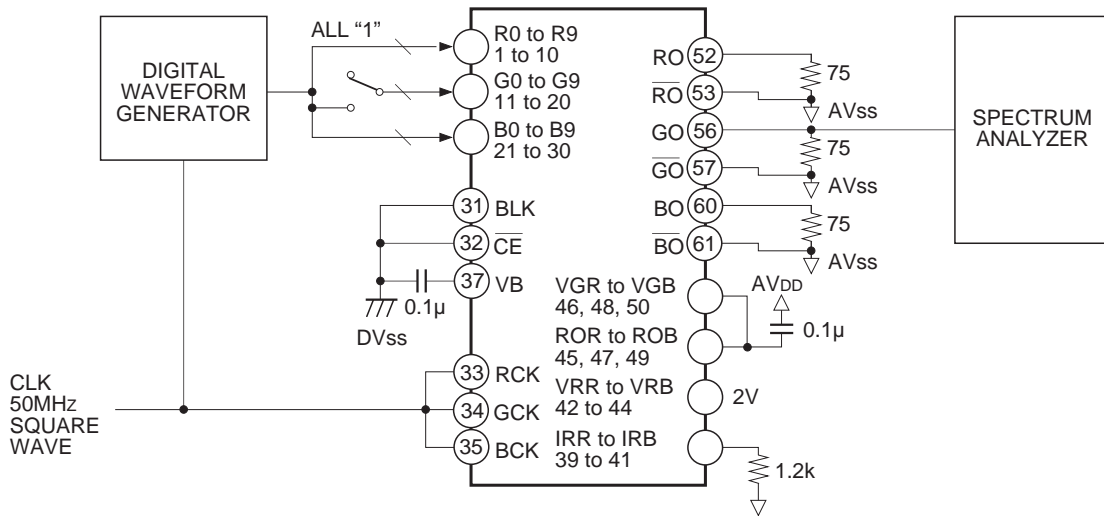 ALL “1”
DIGITAL
WAVEFORM
GENERATOR
R0 to R9
1 to 10
G0 to G9
11 to 20
B0 to B9
21 to 30
31 BLK
32 CE
37 VB
0.1µ
DVss
CLK
50MHz
SQUARE
WAVE
33 RCK
34 GCK
35 BCK
RO 52
RO 53
GO 56
GO 57
BO 60
BO 61
75
AVss
75
AVss
75
AVss
SPECTRUM
ANALYZER
VGR to VGB
46, 48, 50
ROR to ROB
45, 47, 49
AVDD
0.1µ
VRR to VRB
42 to 44
2V
IRR to IRB
39 to 41
1.2k